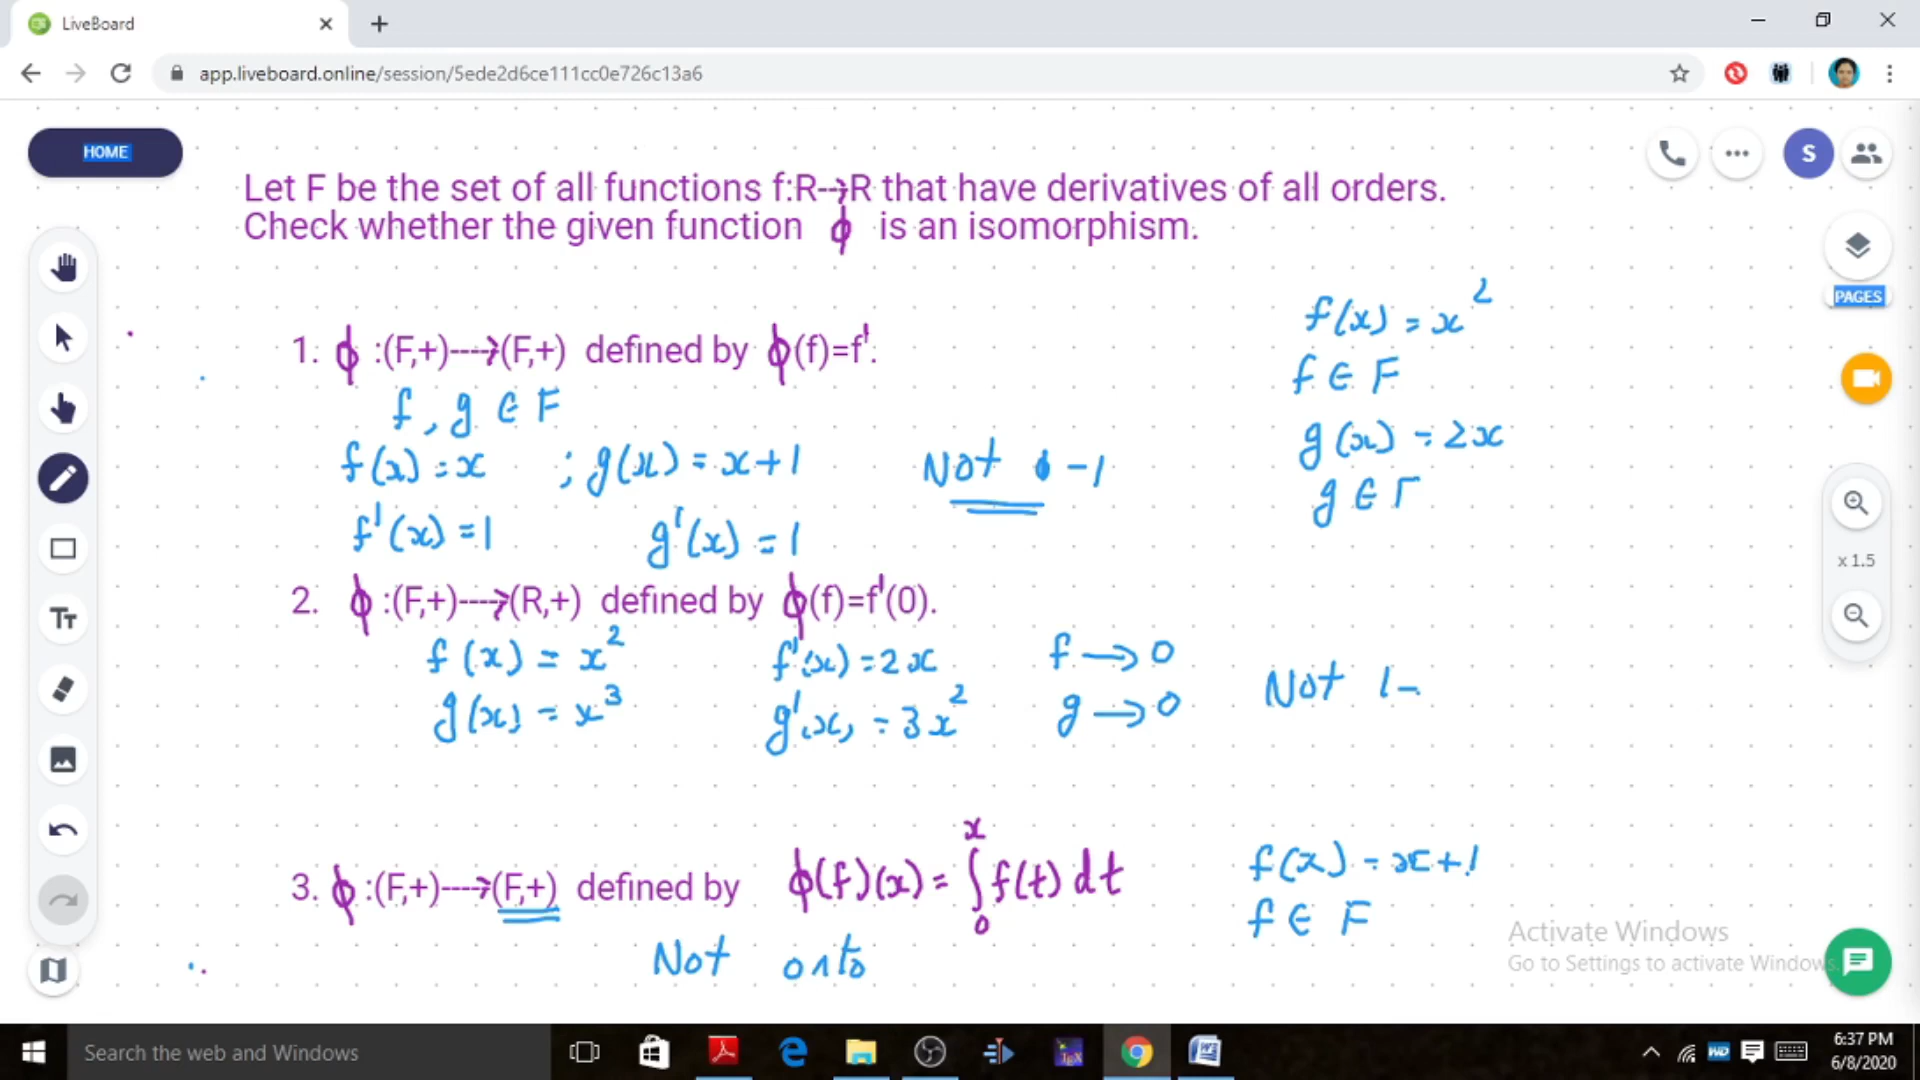 LiveBoard
app.liveboard.online/session/5ede2d6ce111cc0e726c13a6
HOME
S
Let F be the set of all functions f:R--→R that have derivatives of all orders.
Check whether the given function ϕ is an isomorphism.
PAGES
1. ϕ :(F,+)----→(F,+) defined by ϕ(f)=f'.
f , g ∈ F
f(x) = x ; g(x) = x+1
Not -1
f'(x) = 1 g'(x) = 1
f(x) = x²
f ∈ F
g(x) = 2x
g ∈ F
x 1.5
2. ϕ :(F,+)----→(R,+) defined by ϕ(f)=f'(0).
f(x) = x² f'(x) = 2x f → 0
g(x) = x³ g'(x) = 3x² g → 0
Not 1-
3. ϕ :(F,+)----→(F,+) defined by ϕ(f)(x) = ∫₀ˣ f(t) dt
Not onto
f(x) = x+1
f ∈ F
Tт
Activate Windows
Go to Settings to activate Windows.
Search the web and Windows
6:37 PM
6/8/2020